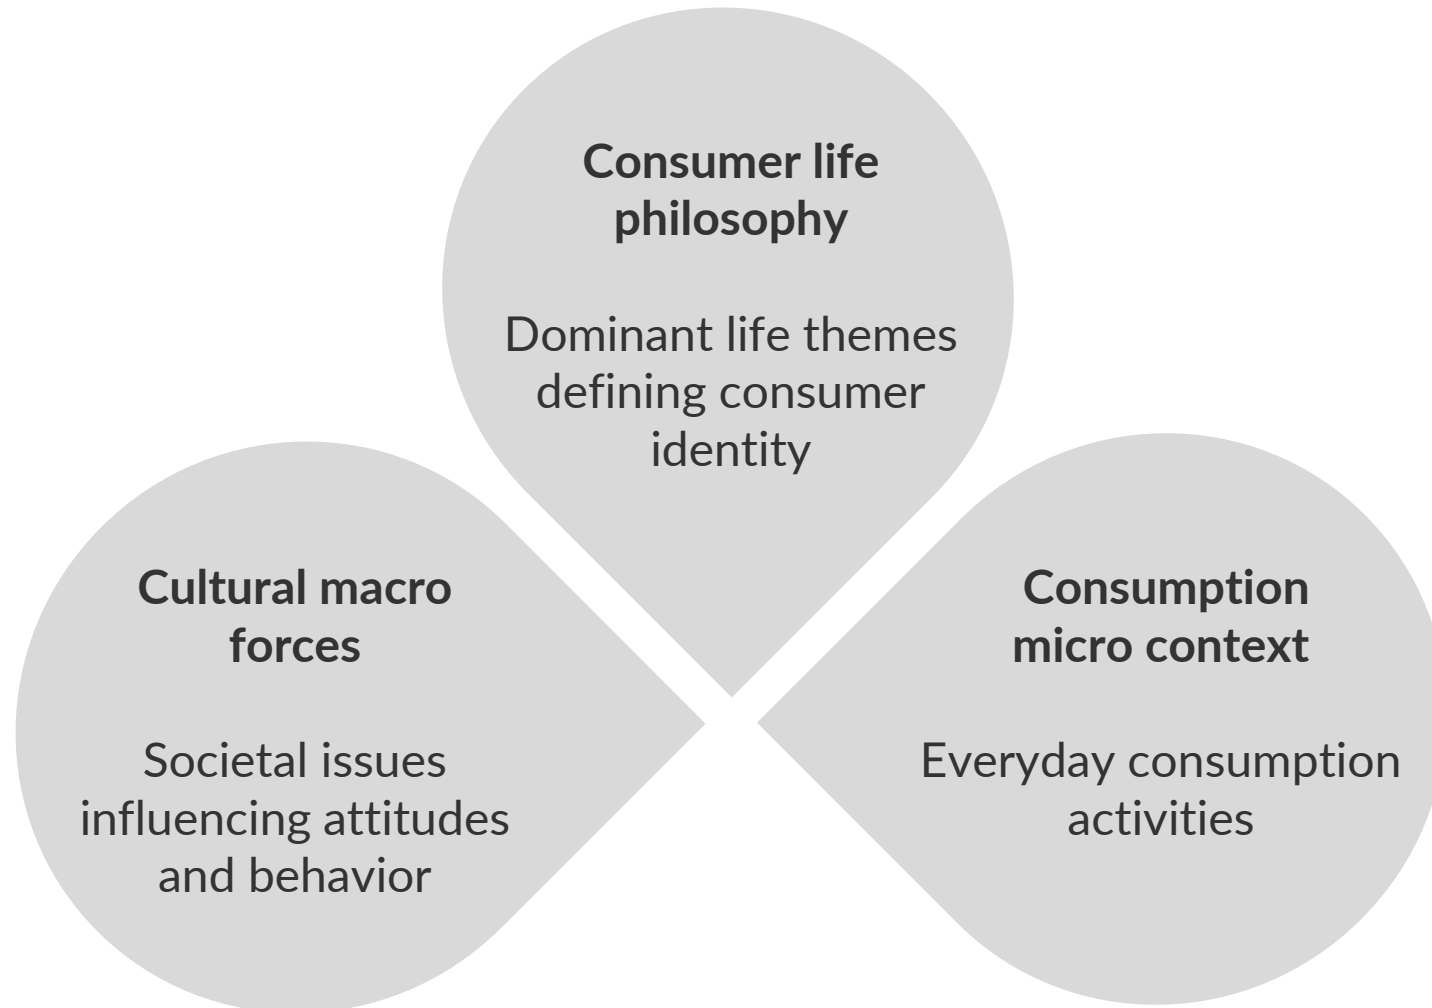 Consumer life
philosophy
Dominant life themes
defining consumer
identity
Cultural macro
forces
Societal issues
influencing attitudes
and behavior
Consumption
micro context
Everyday consumption
activities